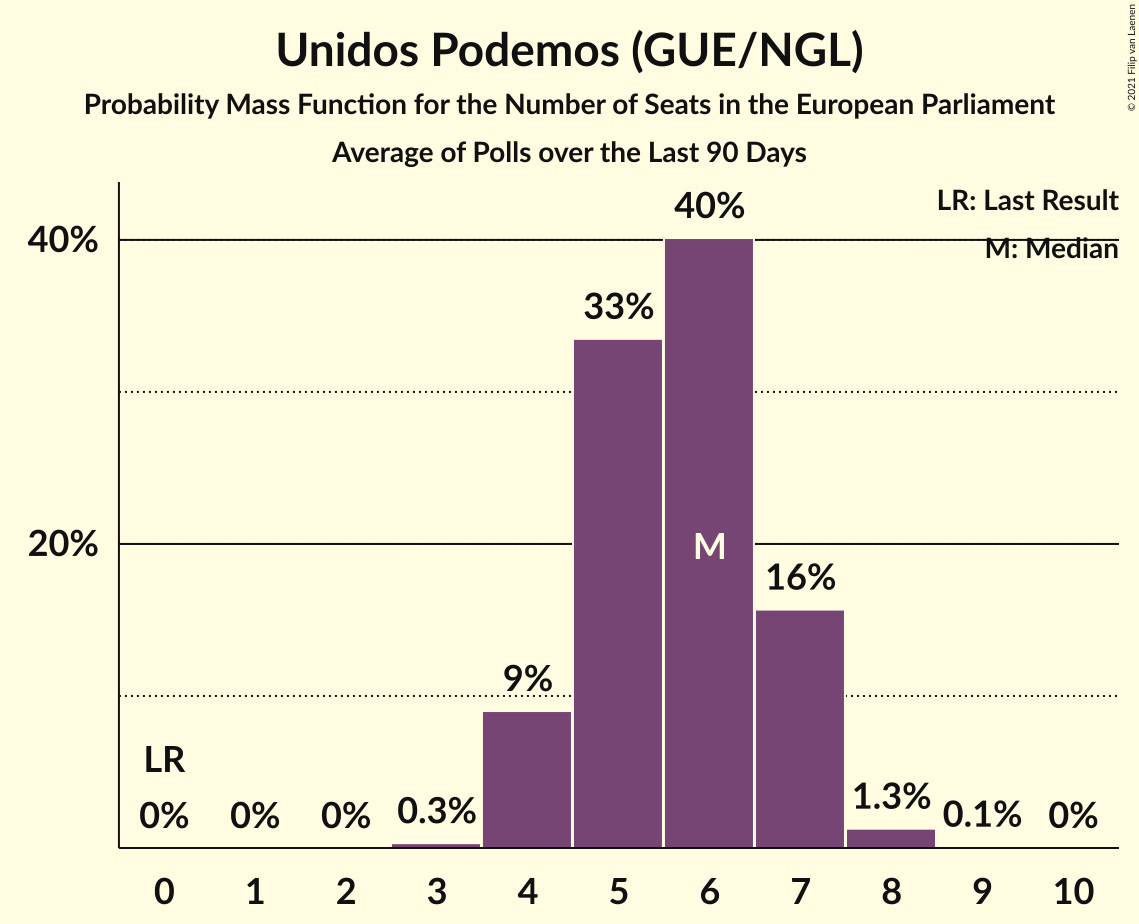 Unidos Podemos (GUE/NGL)
Probability Mass Function for the Number of Seats in the European Parliament
Average of Polls over the Last 90 Days
© 2021 Filip van Laenen
LR: Last Result
M: Median
40%
20%
LR
0%
0%
0%
0.3%
9%
33%
40%
M
16%
1.3%
0.1%
0%
0 1 2 3 4 5 6 7 8 9 10